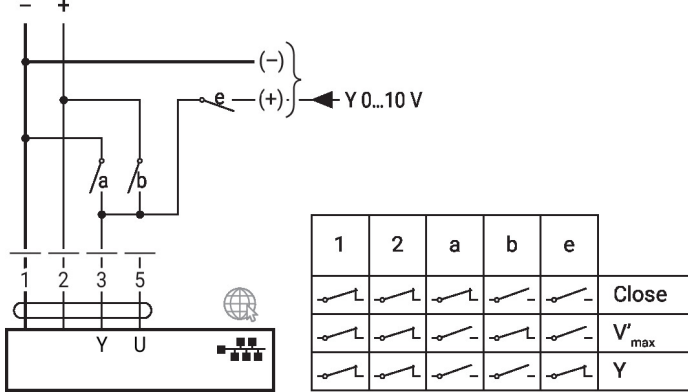 − +
(−)
e (+) Y 0...10 V
a b
1 2 3 5
Y U
1 2 a b e
Close
V'max
Y